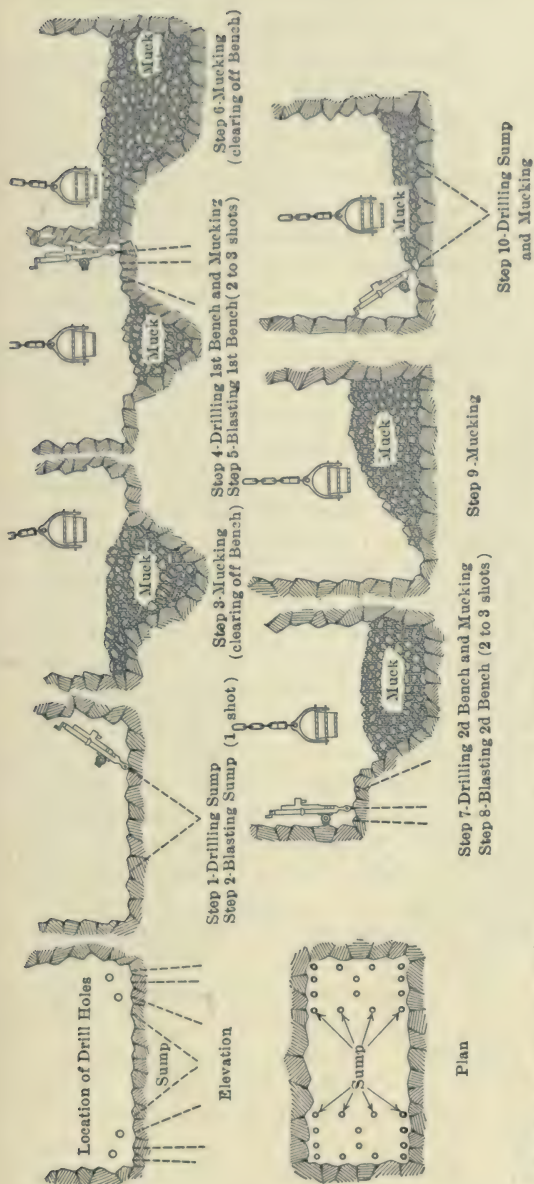 Location of Drill Holes
Sump
Elevation
Sump
Plan
Step 1-Drilling Sump
Step 2-Blasting Sump (1 shot)
Muck
Step 3-Mucking
(clearing off Bench)
Muck
Step 4-Drilling 1st Bench and Mucking
Step 5-Blasting 1st Bench (2 to 3 shots)
Muck
Step 6-Mucking
(clearing off Bench)
Muck
Step 7-Drilling 2d Bench and Mucking
Step 8-Blasting 2d Bench (2 to 3 shots)
Muck
Step 9-Mucking
Muck
Step 10-Drilling Sump
and Mucking